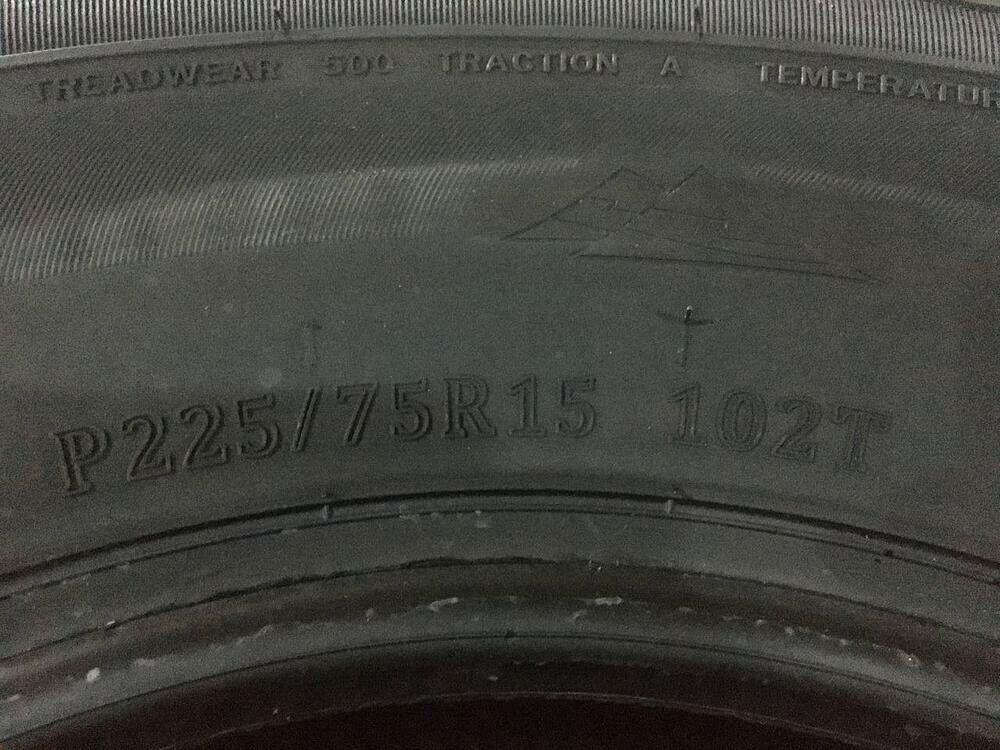 TREADWEAR 500 TRACTION A TEMPERATUR
P225/75R15 102T